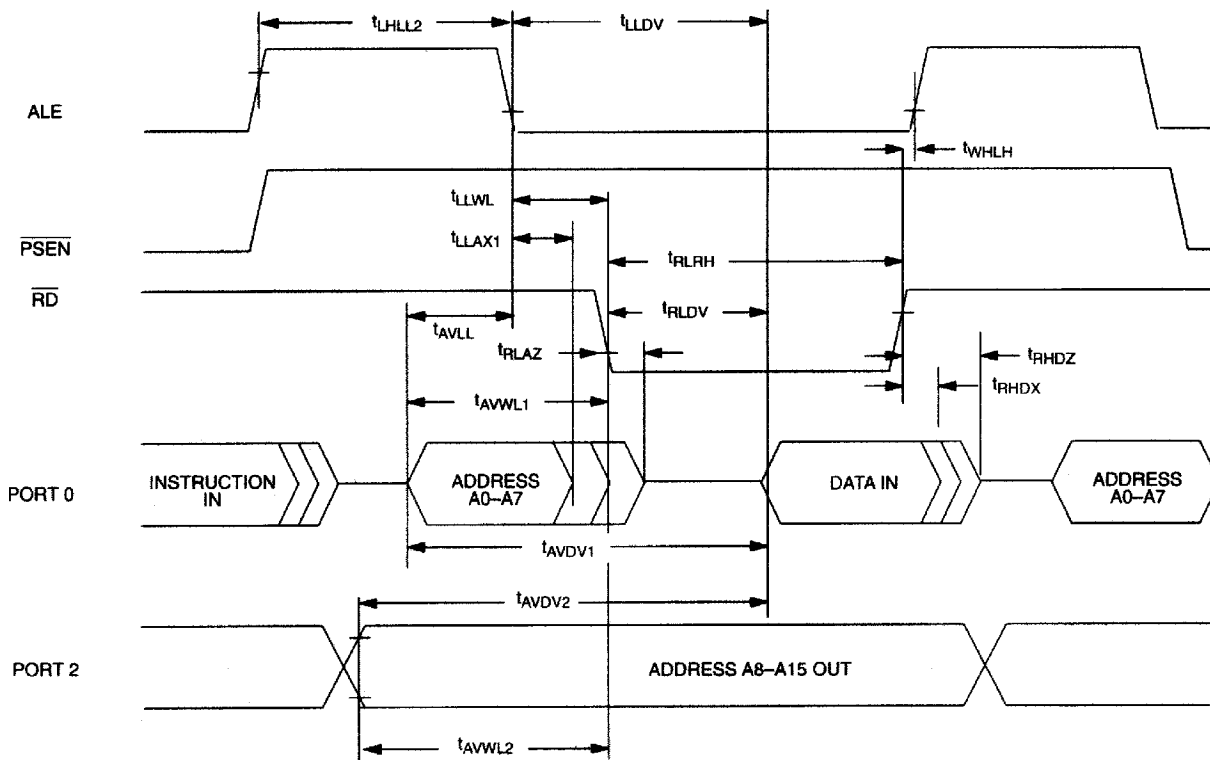 tLHLL2 tLLDV
ALE
tWHLH
tLLWL
PSEN
tLLAX1
tRLRH
RD
tAVLL
tRLDV
tRLAZ
tRHDZ
tRHDX
tAVWL1
PORT 0
INSTRUCTION
IN
ADDRESS
A0–A7
DATA IN
ADDRESS
A0–A7
tAVDV1
tAVDV2
PORT 2
ADDRESS A8–A15 OUT
tAVWL2